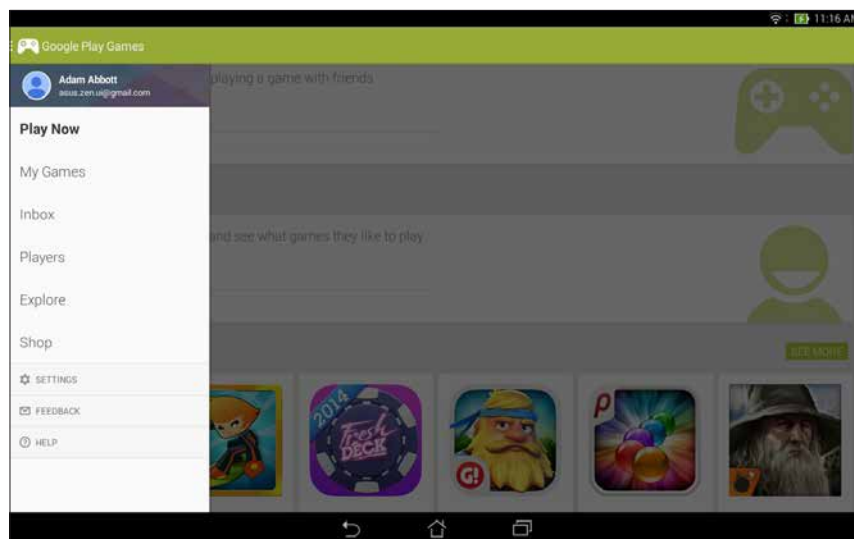 11:16 AM
Google Play Games
Adam Abbott
asus.zen.ui@gmail.com
playing a game with friends.
Play Now
My Games
Inbox
and see what games they like to play.
Players
Explore
Shop
SEE MORE
SETTINGS
FEEDBACK
HELP
2014
Fresh
DECK
G!
p